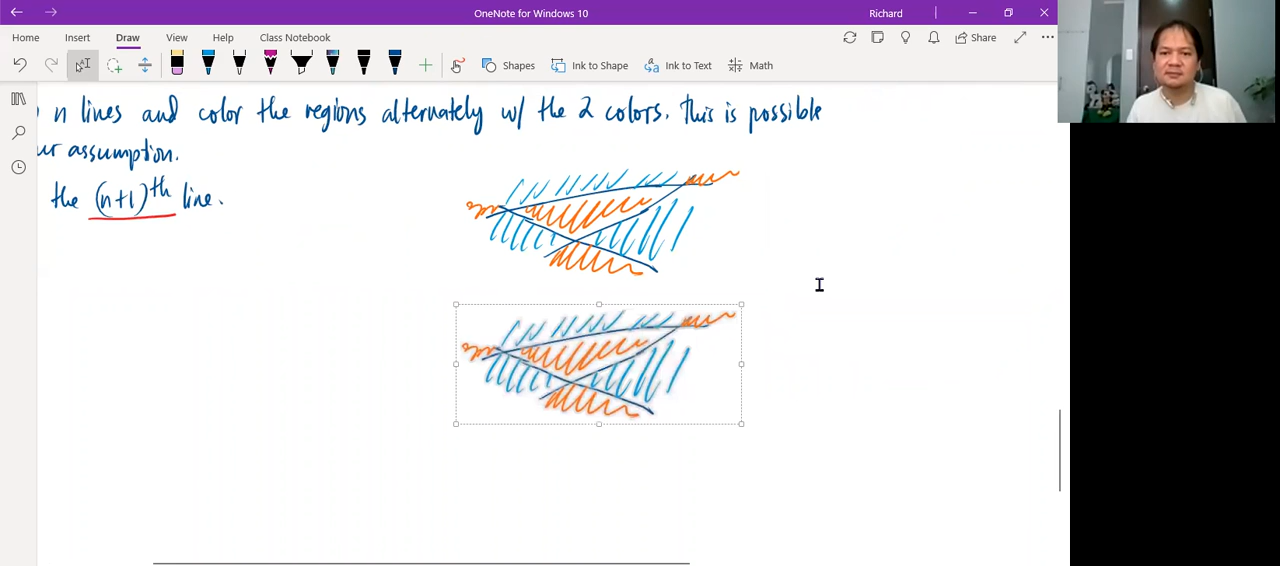 OneNote for Windows 10
Richard
Home
Insert
Draw
View
Help
Class Notebook
Share
Shapes
Ink to Shape
Ink to Text
Math
n lines and color the regions alternately w/ the 2 colors. This is possible
ur assumption.
the (n+1)th line.